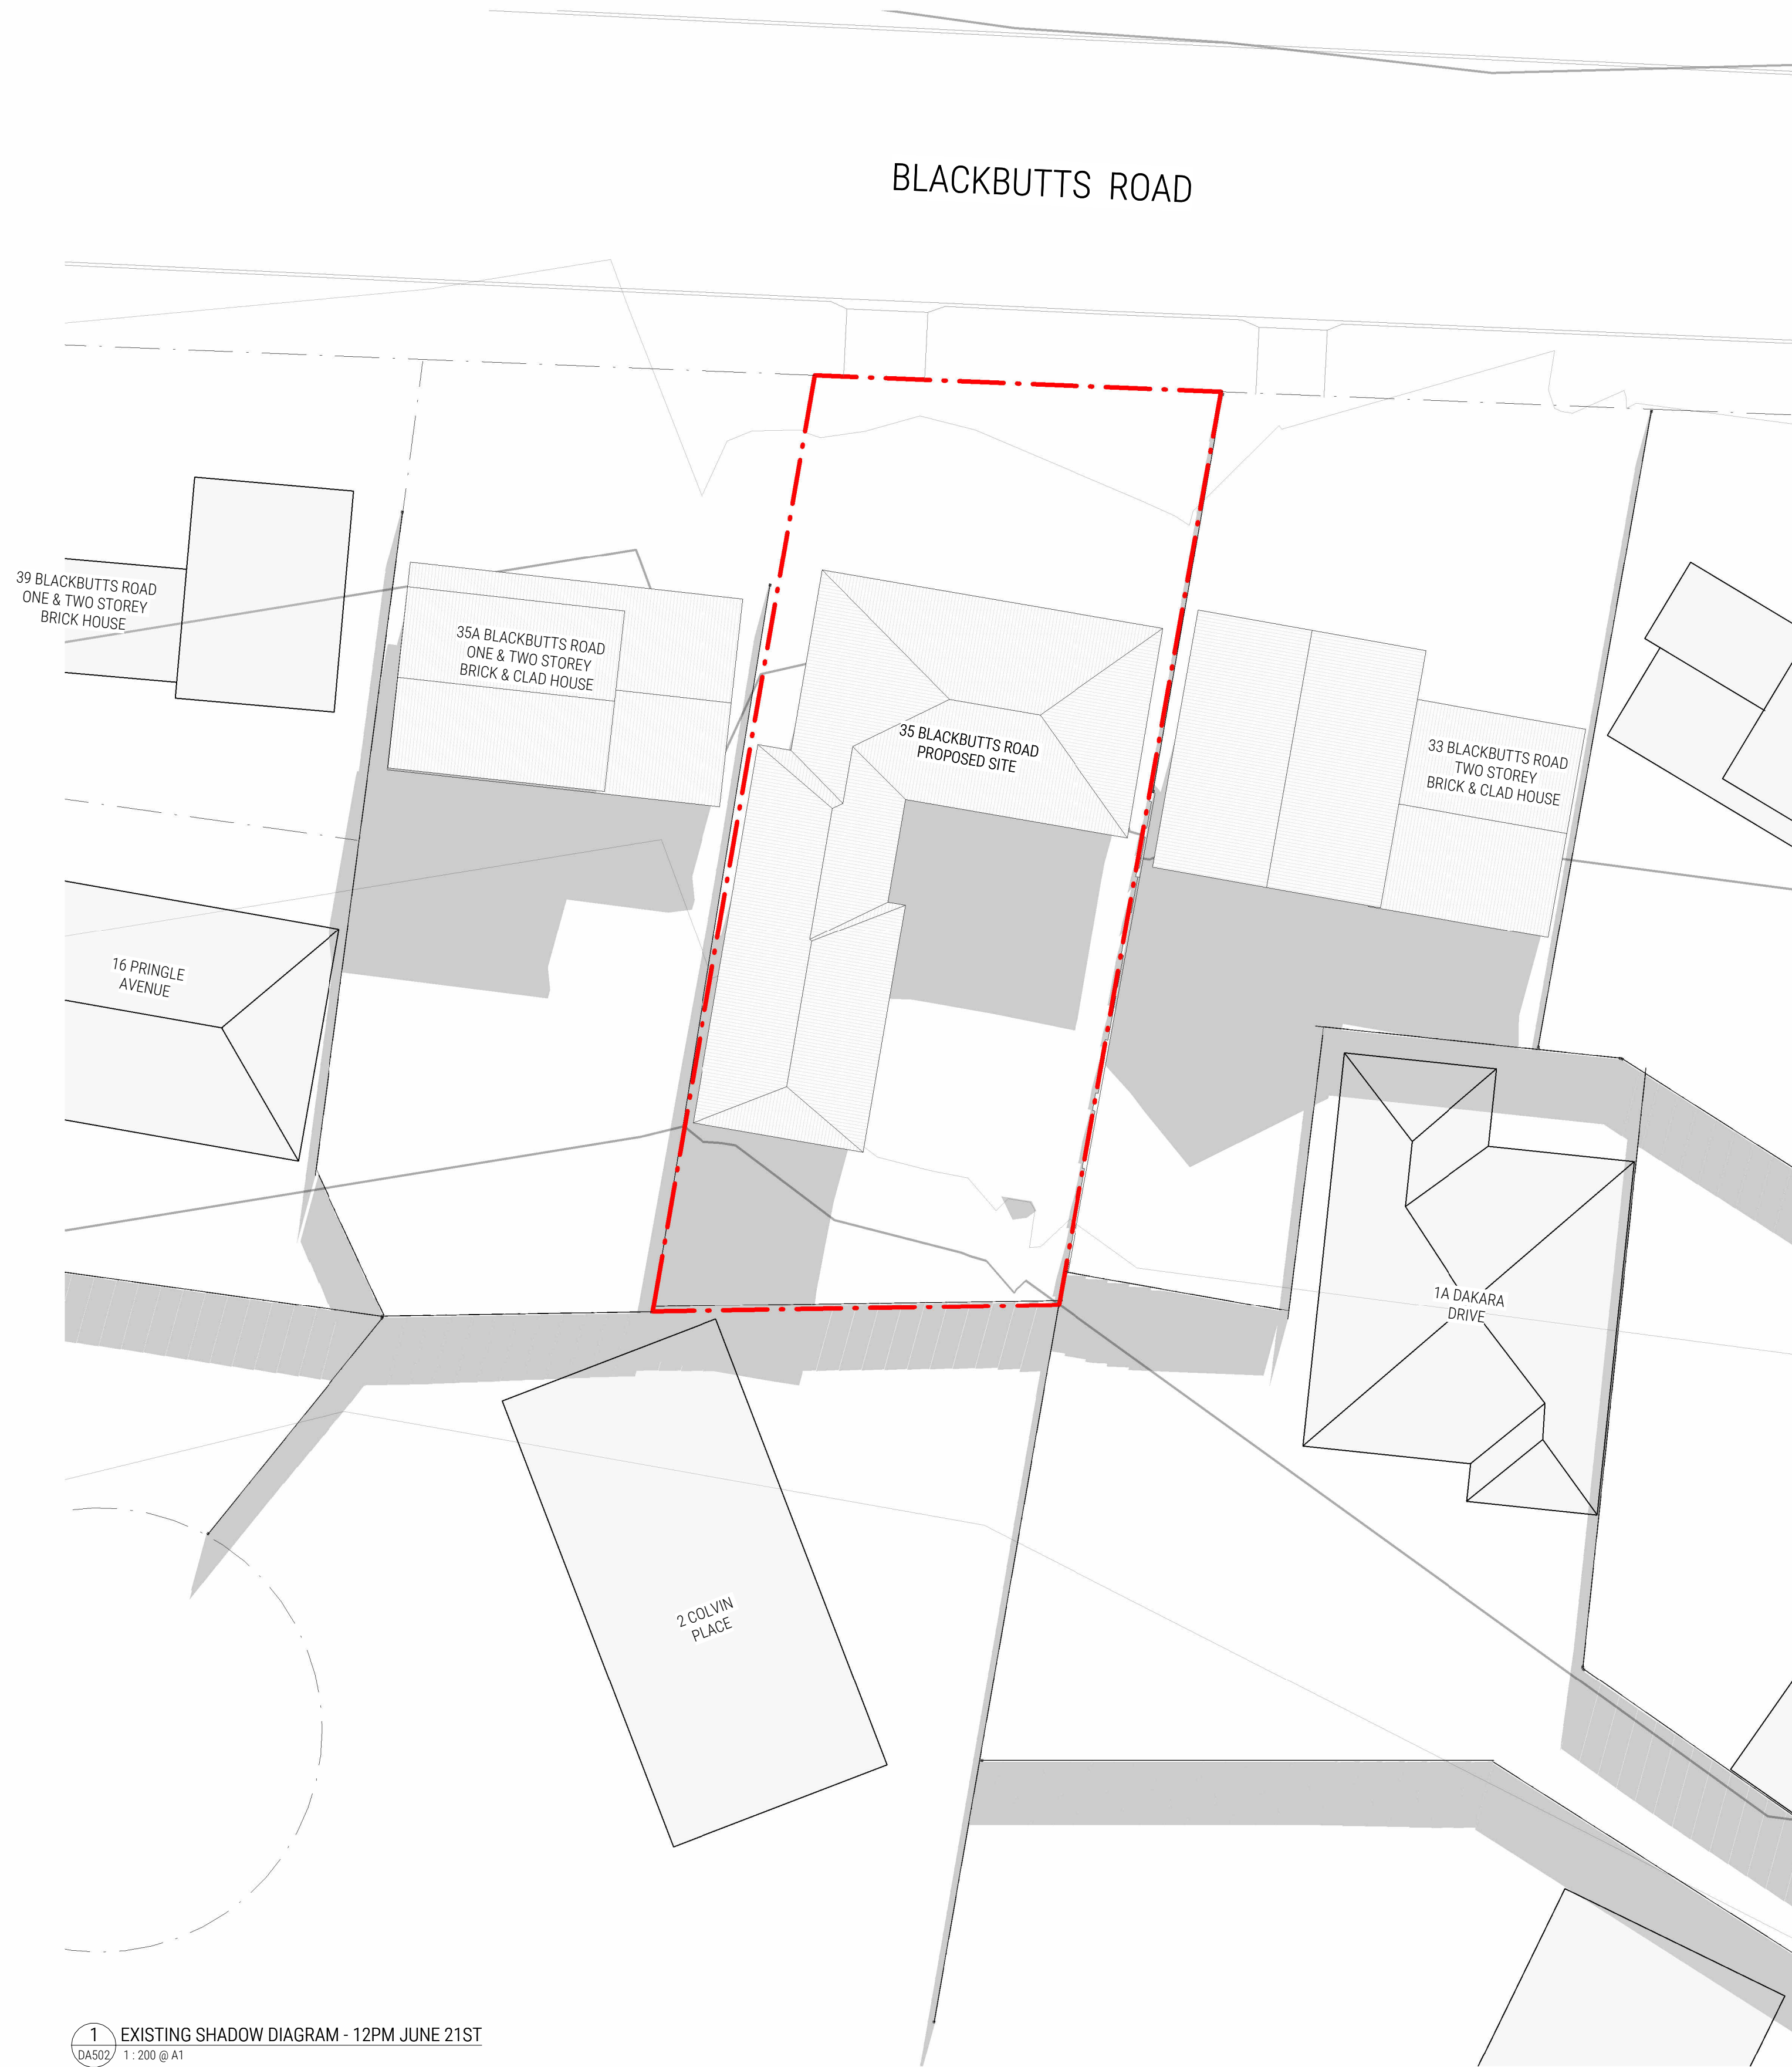 BLACKBUTTS ROAD
39 BLACKBUTTS ROAD
ONE & TWO STOREY
BRICK HOUSE
35A BLACKBUTTS ROAD
ONE & TWO STOREY
BRICK & CLAD HOUSE
35 BLACKBUTTS ROAD
PROPOSED SITE
33 BLACKBUTTS ROAD
TWO STOREY
BRICK & CLAD HOUSE
16 PRINGLE
AVENUE
1A DAKARA
DRIVE
2 COLVIN
PLACE
1
DA502
EXISTING SHADOW DIAGRAM - 12PM JUNE 21ST
1 : 200 @ A1